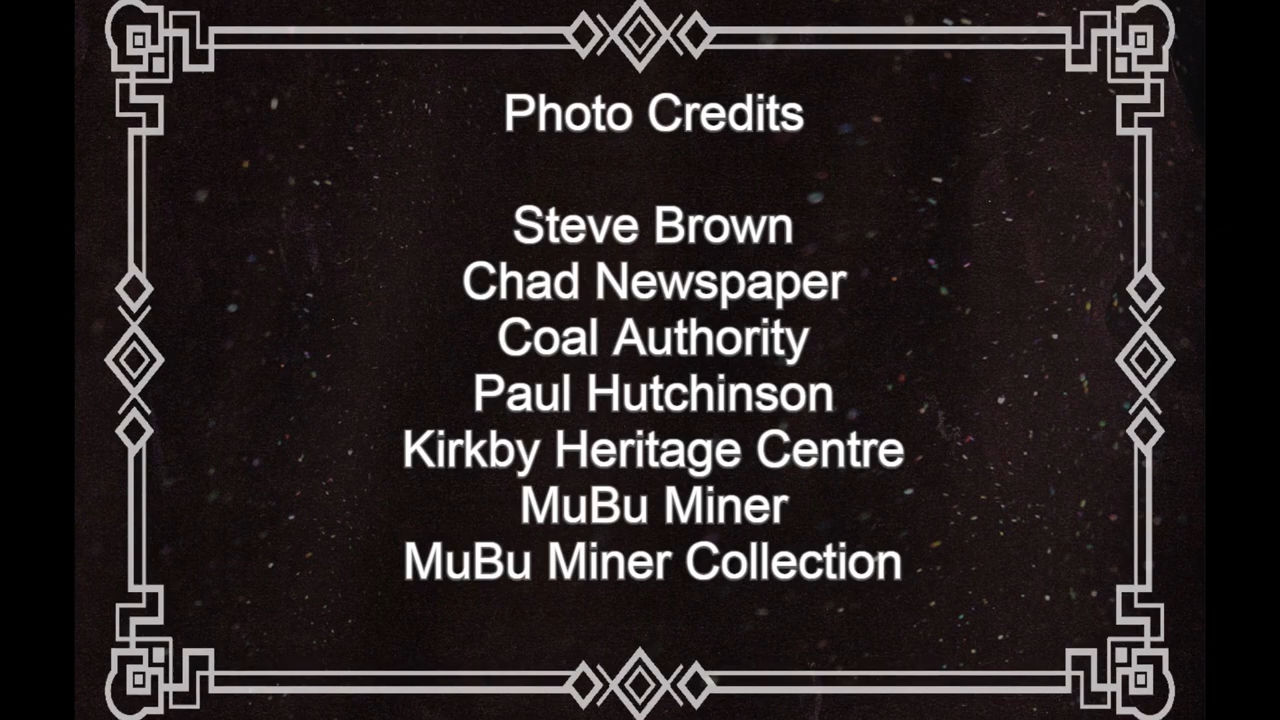 Photo Credits
Steve Brown
Chad Newspaper
Coal Authority
Paul Hutchinson
Kirkby Heritage Centre
MuBu Miner
MuBu Miner Collection